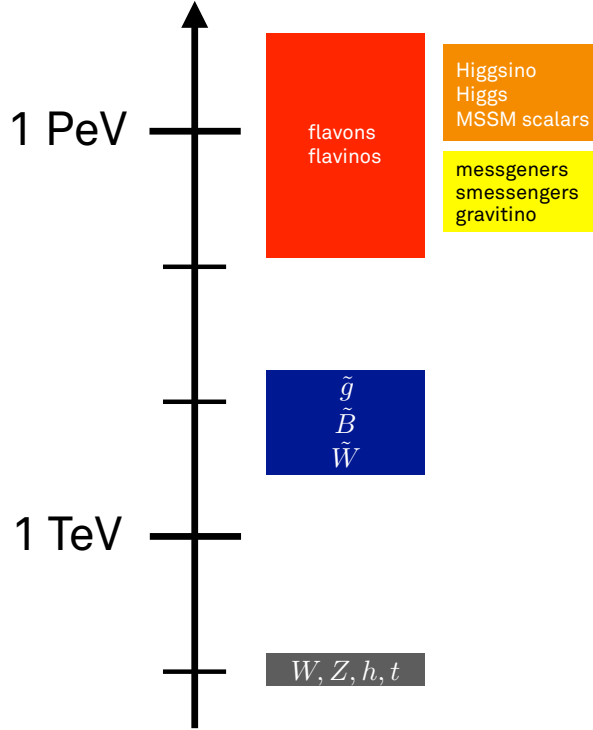 1 PeV
flavons
flavinos
Higgsino
Higgs
MSSM scalars
messgeners
smessengers
gravitino
g̃
B̃
W̃
1 TeV
W, Z, h, t